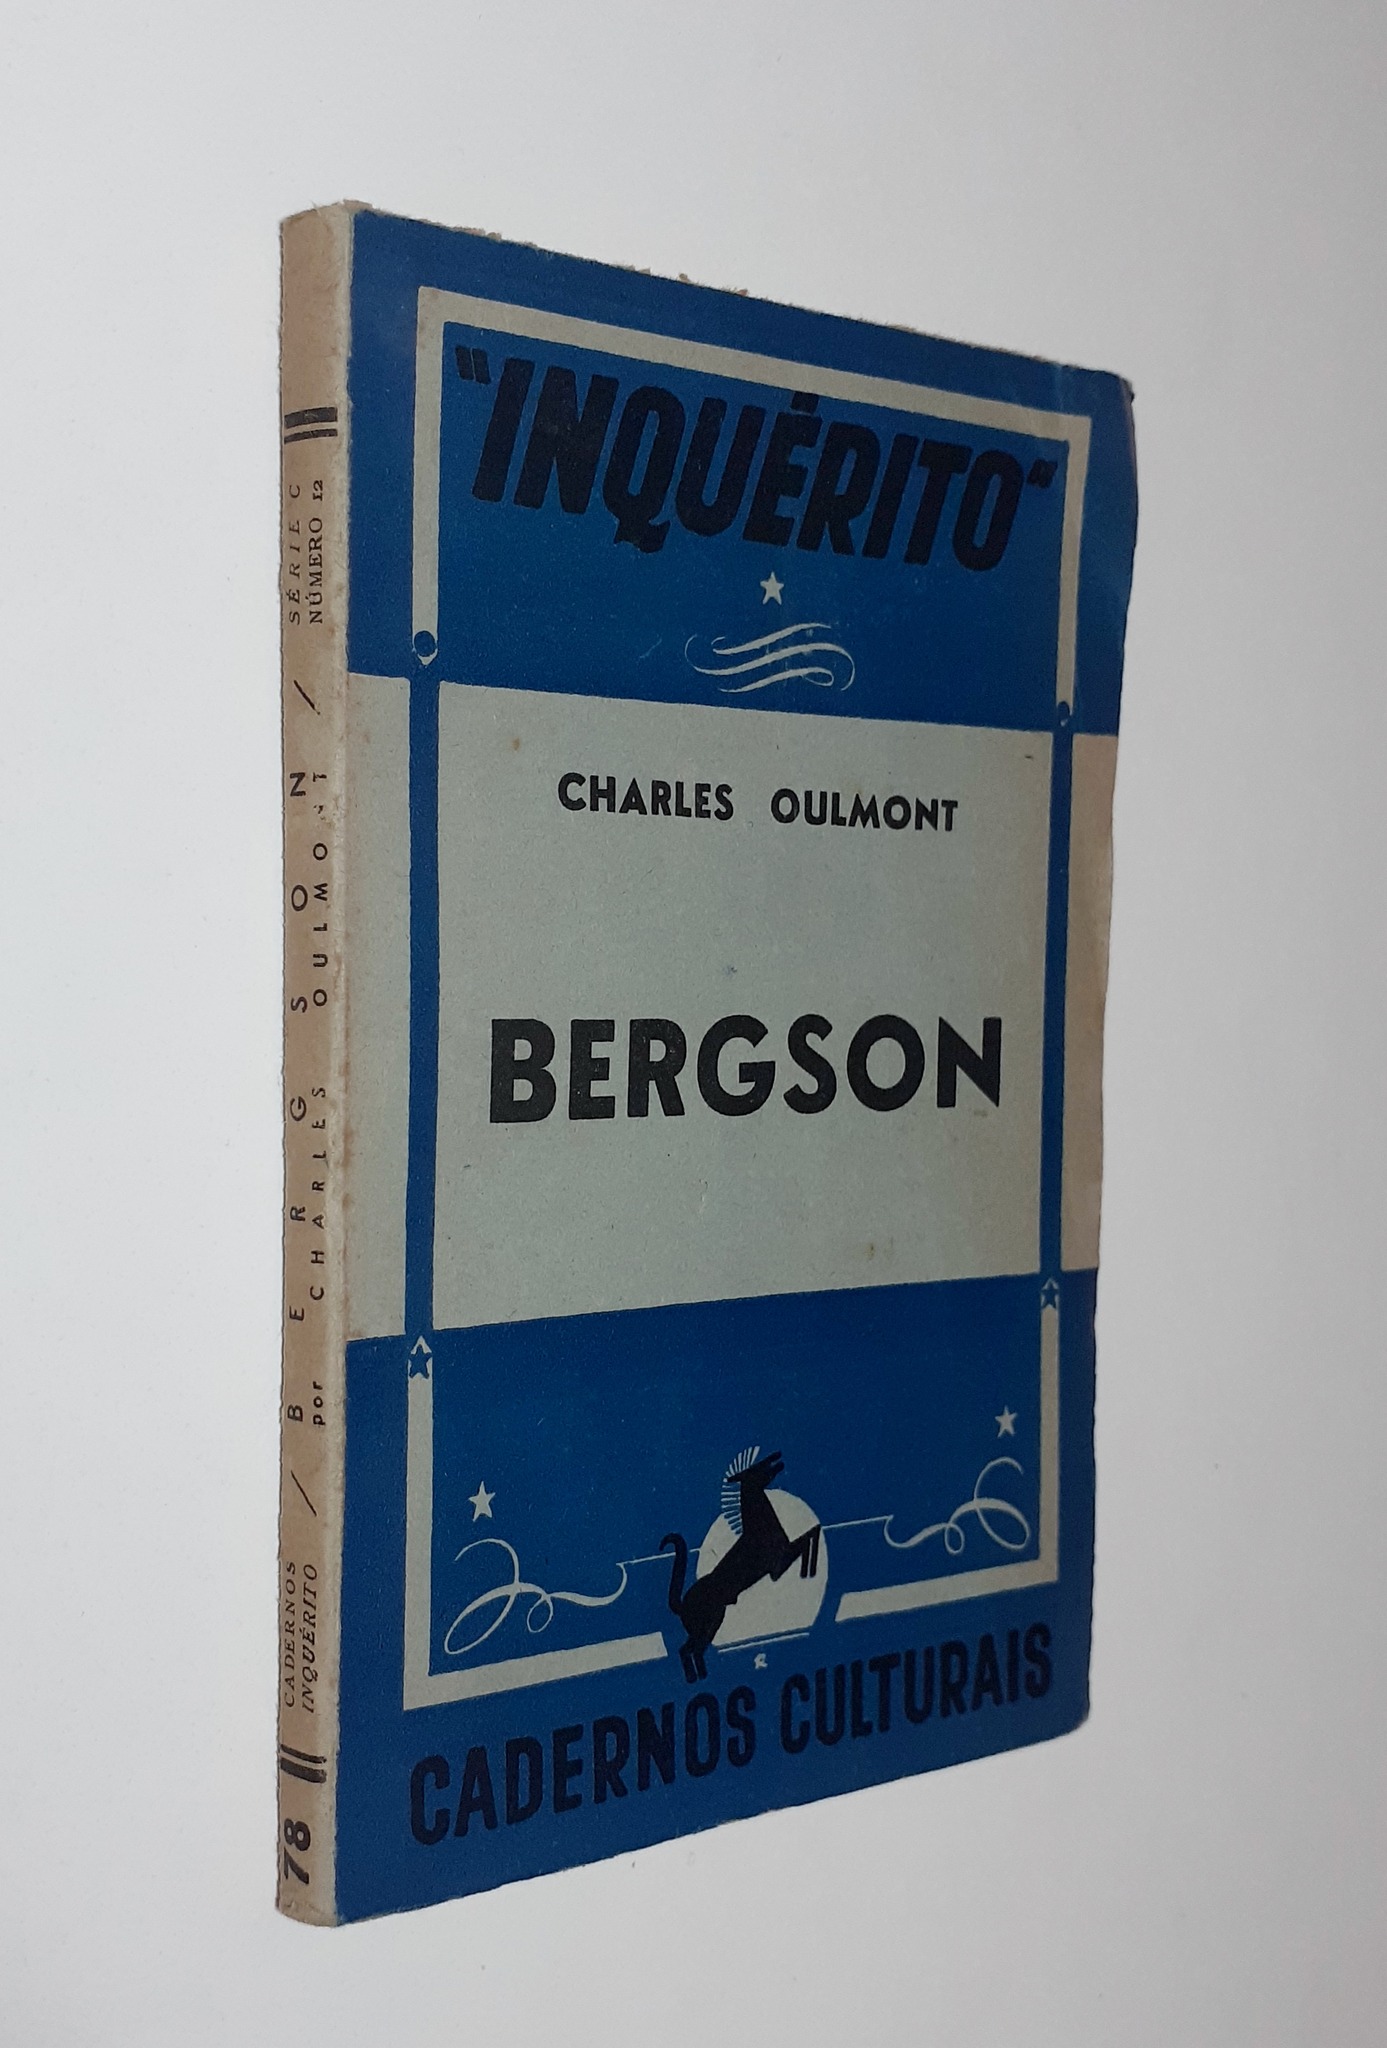 "INQUÉRITO"
CHARLES OULMONT
BERGSON
R
CADERNOS CULTURAIS
78
CADERNOS
INQUÉRITO
/
BERGSON
por CHARLES OULMONT
/
SÉRIE C
NÚMERO 12